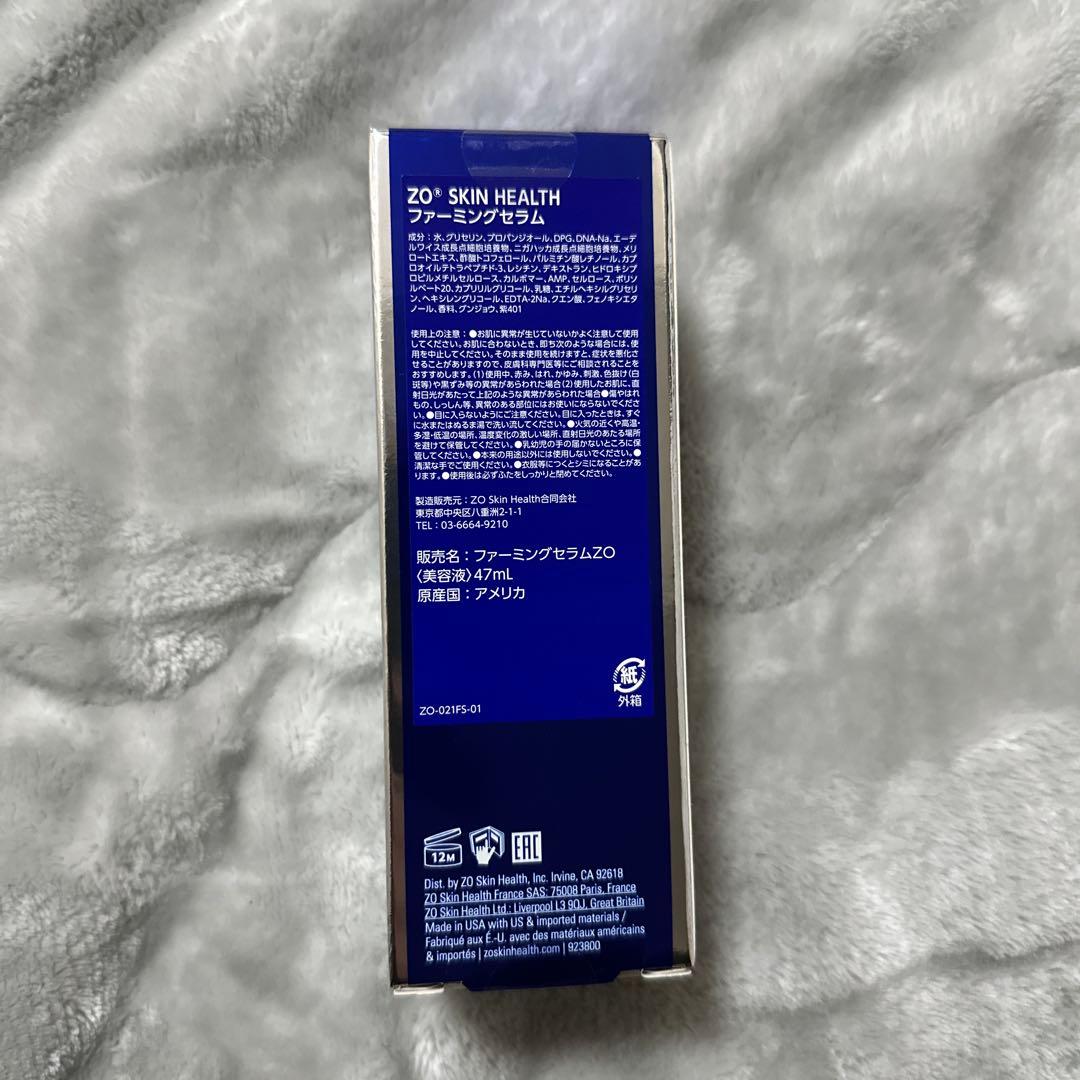 ZO® SKIN HEALTH
ファーミングセラム
成分：水、グリセリン、プロパンジオール、DPG、DNA-Na、エーデ
ルワイス成長点細胞培養物、ニガハッカ成長点細胞培養物、メリ
ロートエキス、酢酸トコフェロール、パルミチン酸レチノール、カプ
ロオイルテトラペプチド-3、レシチン、デキストラン、ヒドロキシプ
ロピルメチルセルロース、カルボマー、AMP、セルロース、ポリソ
ルベート20、カプリリルグリコール、乳糖、エチルヘキシルグリセリ
ン、ヘキシレングリコール、EDTA-2Na、クエン酸、フェノキシエタ
ノール、香料、グンジョウ、紫401
使用上の注意：●お肌に異常が生じていないかよく注意して使用
してください。お肌に合わないとき、即ち次のような場合には、使
用を中止してください。そのまま使用を続けますと、症状を悪化さ
せることがありますので、皮膚科専門医等にご相談されることを
おすすめします。(1)使用中、赤み、はれ、かゆみ、刺激、色抜け(白
斑等)や黒ずみ等の異常があらわれた場合(2)使用したお肌に、直
射日光があたって上記のような異常があらわれた場合●傷やはれ
もの、しっしん等、異常のある部位にはお使いにならないでくださ
い。●目に入らないようにご注意ください。目に入ったときは、すぐ
に水またはぬるま湯で洗い流してください。●火気の近くや高温・
多湿・低温の場所、温度変化の激しい場所、直射日光のあたる場所
を避けて保管してください。●乳幼児の手の届かないところに保
管してください。●本来の用途以外には使用しないでください。●
清潔な手でご使用ください。●衣服等につくとシミになることがあ
ります。●使用後は必ずふたをしっかりと閉めてください。
製造販売元：ZO Skin Health合同会社
東京都中央区八重洲2-1-1
TEL：03-6664-9210
販売名：ファーミングセラムZO
〈美容液〉47mL
原産国：アメリカ
紙
外箱
ZO-021FS-01
12M
EAC
Dist. by ZO Skin Health, Inc. Irvine, CA 92618
ZO Skin Health France SAS: 75008 Paris, France
ZO Skin Health Ltd.: Liverpool L3 9QJ, Great Britain
Made in USA with US & imported materials /
Fabriqué aux É.-U. avec des matériaux américains
& importés | zoskinhealth.com | 923800